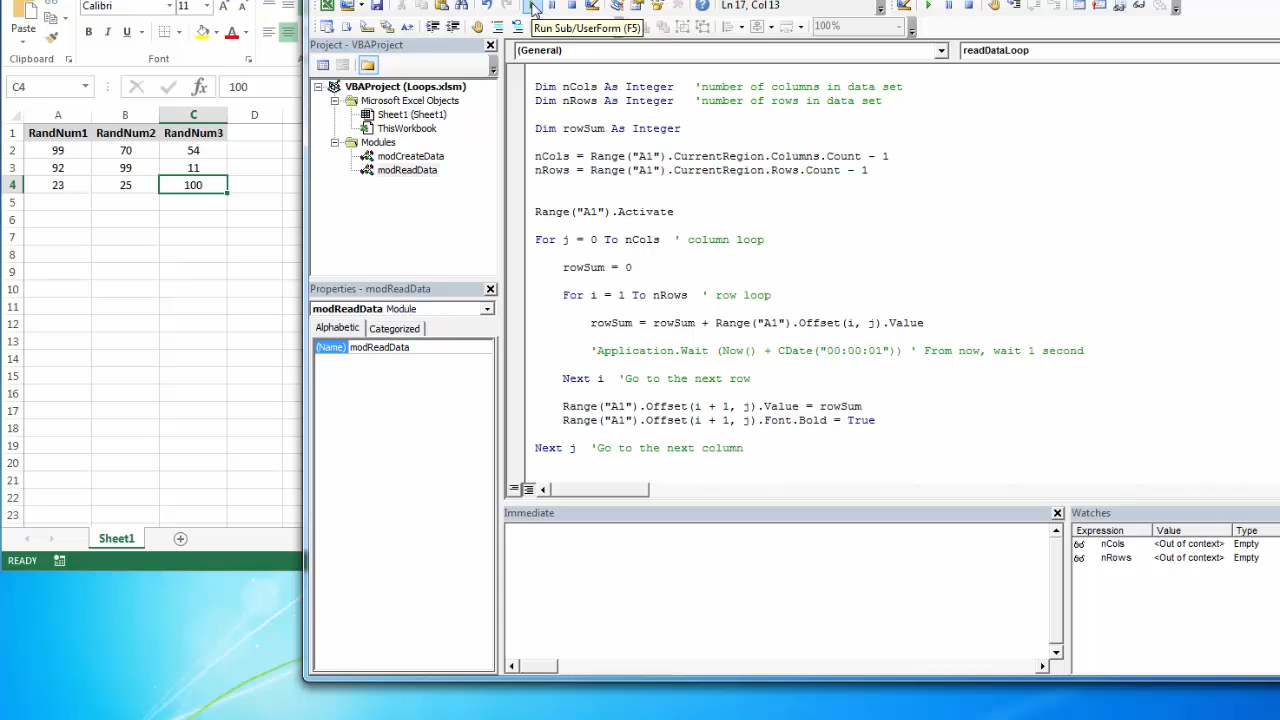 Calibri 11
Ln 17, Col 13
Paste
B I U
Run Sub/UserForm (F5)
100%
Clipboard Font
Project - VBAProject
(General) readDataLoop
C4 fx 100
VBAProject (Loops.xlsm)
Microsoft Excel Objects
Sheet1 (Sheet1)
ThisWorkbook
Modules
modCreateData
modReadData
A B C D
1 RandNum1 RandNum2 RandNum3
2 99 70 54
3 92 99 11
4 23 25 100
5
6
7
8
9
10
11
12
13
14
15
16
17
18
19
20
21
22
23
Dim nCols As Integer 'number of columns in data set
Dim nRows As Integer 'number of rows in data set
Dim rowSum As Integer
nCols = Range("A1").CurrentRegion.Columns.Count - 1
nRows = Range("A1").CurrentRegion.Rows.Count - 1
Range("A1").Activate
For j = 0 To nCols ' column loop
rowSum = 0
For i = 1 To nRows ' row loop
rowSum = rowSum + Range("A1").Offset(i, j).Value
'Application.Wait (Now() + CDate("00:00:01")) ' From now, wait 1 second
Next i 'Go to the next row
Range("A1").Offset(i + 1, j).Value = rowSum
Range("A1").Offset(i + 1, j).Font.Bold = True
Next j 'Go to the next column
Properties - modReadData
modReadData Module
Alphabetic Categorized
(Name) modReadData
Immediate
Watches
Expression Value Type
nCols <Out of context> Empty
nRows <Out of context> Empty
Sheet1
READY